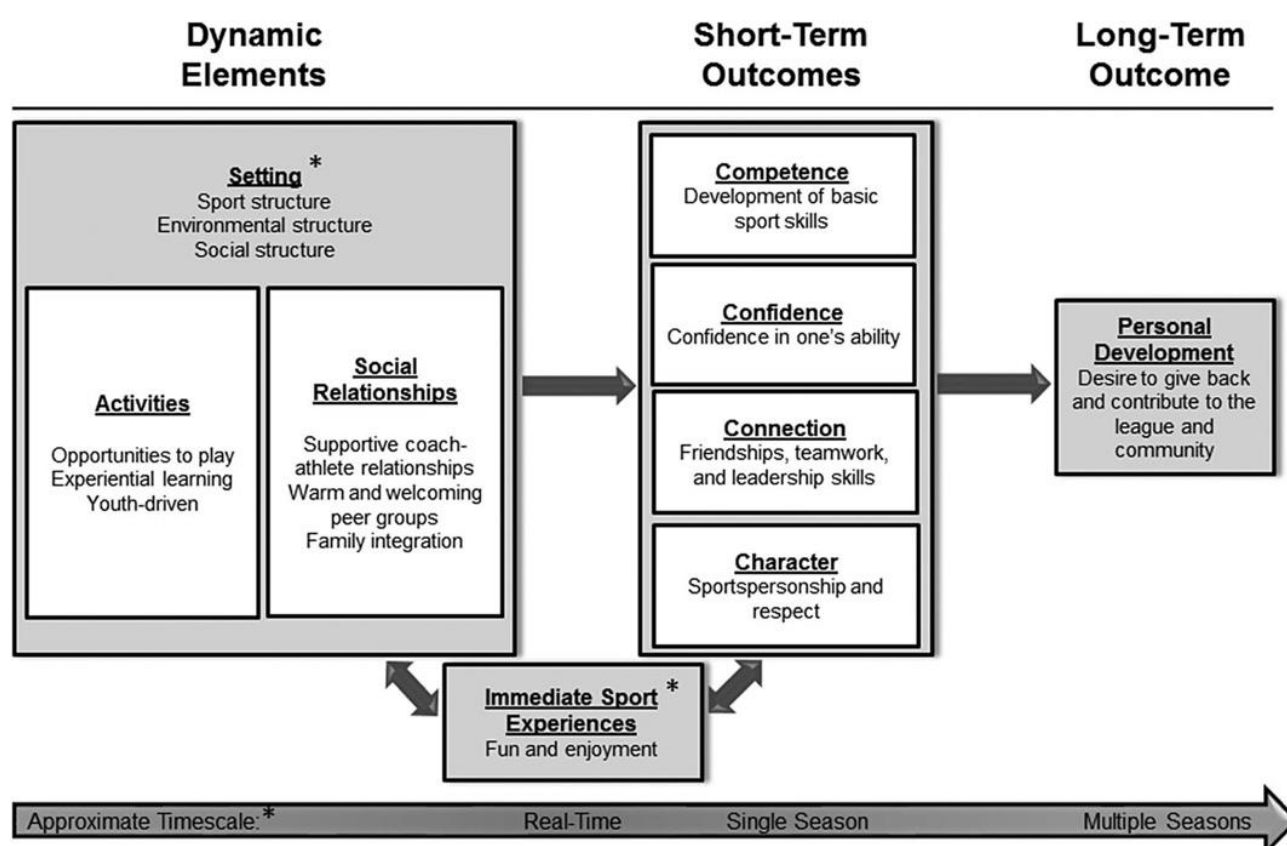 Dynamic
Elements
Short-Term
Outcomes
Long-Term
Outcome
Setting *
Sport structure
Environmental structure
Social structure
Activities
Opportunities to play
Experiential learning
Youth-driven
Social
Relationships
Supportive coach-
athlete relationships
Warm and welcoming
peer groups
Family integration
Competence
Development of basic
sport skills
Confidence
Confidence in one's ability
Connection
Friendships, teamwork,
and leadership skills
Character
Sportspersonship and
respect
Personal
Development
Desire to give back
and contribute to the
league and
community
Immediate Sport *
Experiences
Fun and enjoyment
Approximate Timescale:* Real-Time Single Season Multiple Seasons